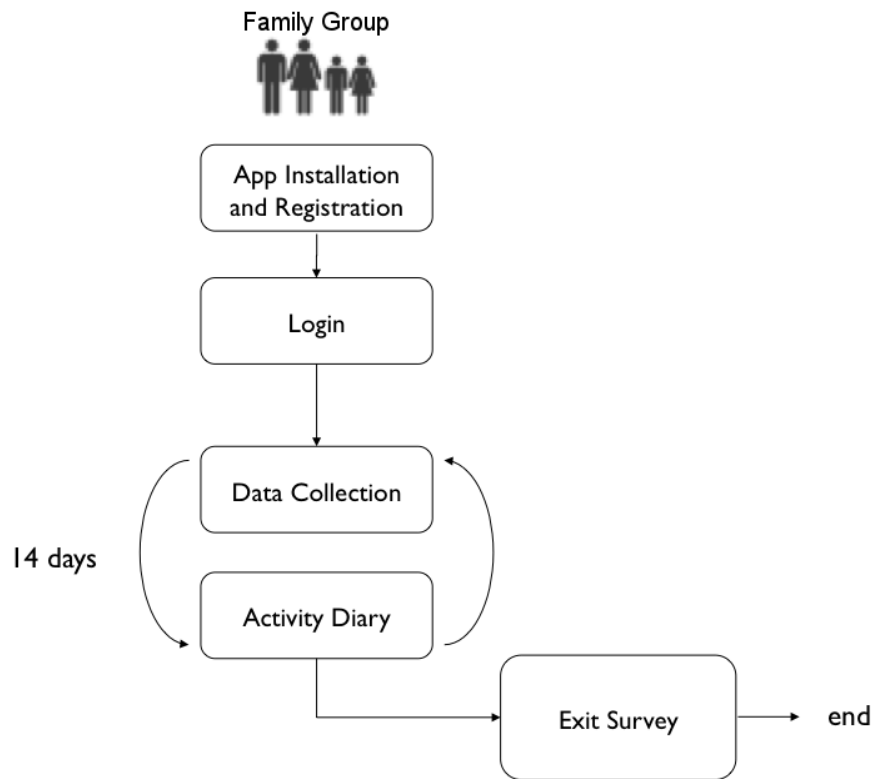 Family Group
App Installation
and Registration
Login
Data Collection
14 days
Activity Diary
Exit Survey
end